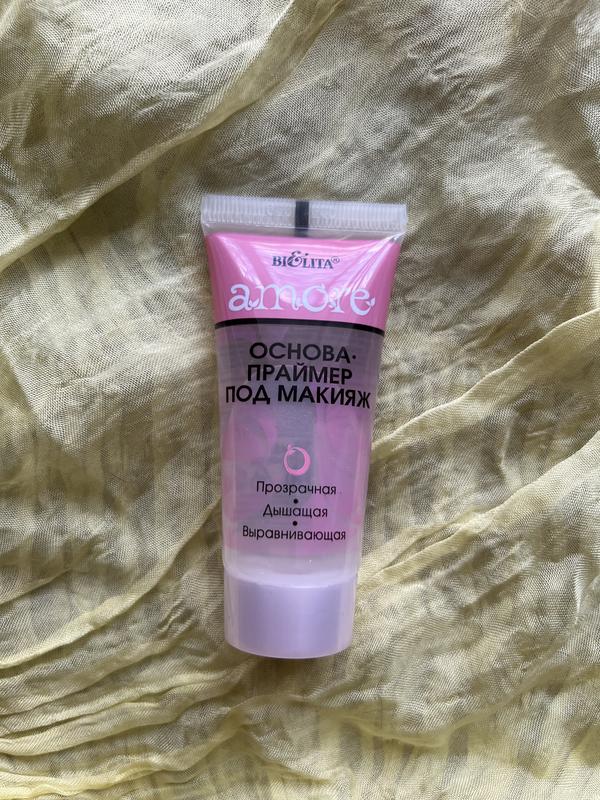 BIELITA®
amore
ОСНОВА-
ПРАЙМЕР
ПОД МАКИЯЖ
Прозрачная
•
Дышащая
•
Выравнивающая